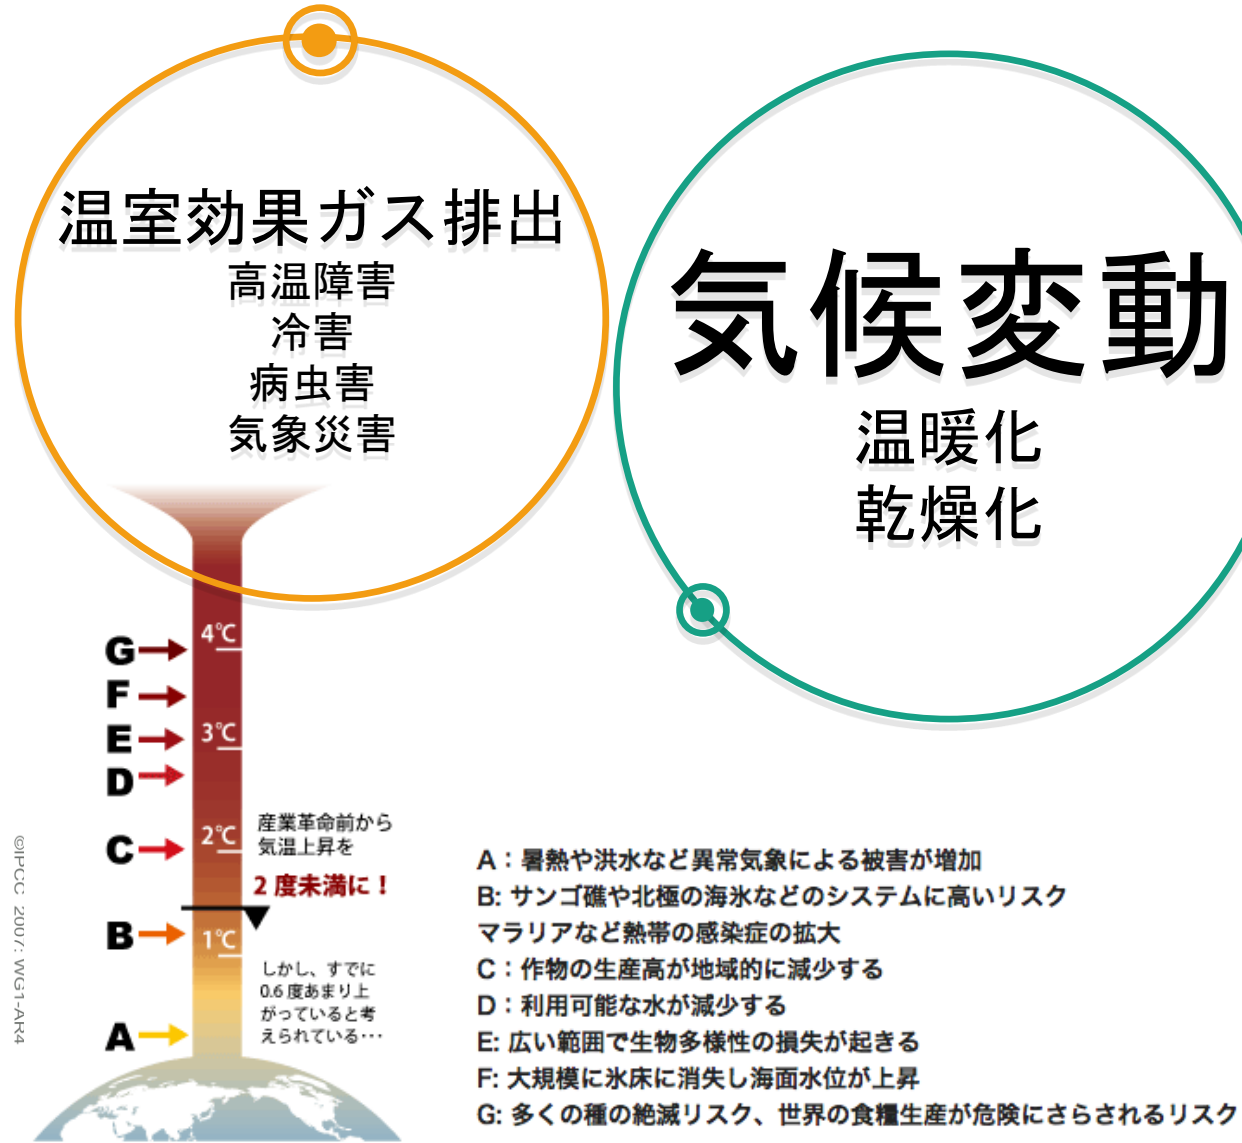 温室効果ガス排出
高温障害
冷害
病虫害
気象災害
気候変動
温暖化
乾燥化
G
4℃
F
E
3℃
D
C
2℃
産業革命前から
気温上昇を
2度未満に！
B
1℃
しかし、すでに
0.6度あまり上
がっていると考
えられている・・・
A
©IPCC 2007: WG1-AR4
A：暑熱や洪水など異常気象による被害が増加
B: サンゴ礁や北極の海氷などのシステムに高いリスク
マラリアなど熱帯の感染症の拡大
C：作物の生産高が地域的に減少する
D：利用可能な水が減少する
E: 広い範囲で生物多様性の損失が起きる
F: 大規模に氷床に消失し海面水位が上昇
G: 多くの種の絶滅リスク、世界の食糧生産が危険にさらされるリスク